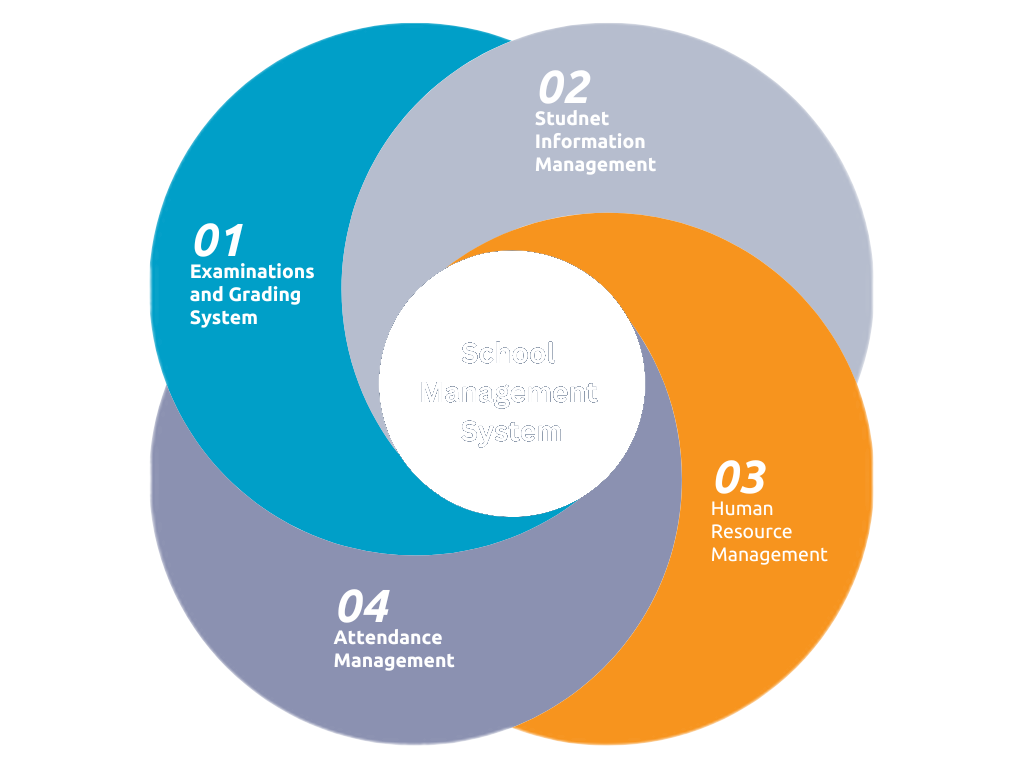 01
Examinations
and Grading
System
02
Studnet
Information
Management
School
Management
System
03
Human
Resource
Management
04
Attendance
Management